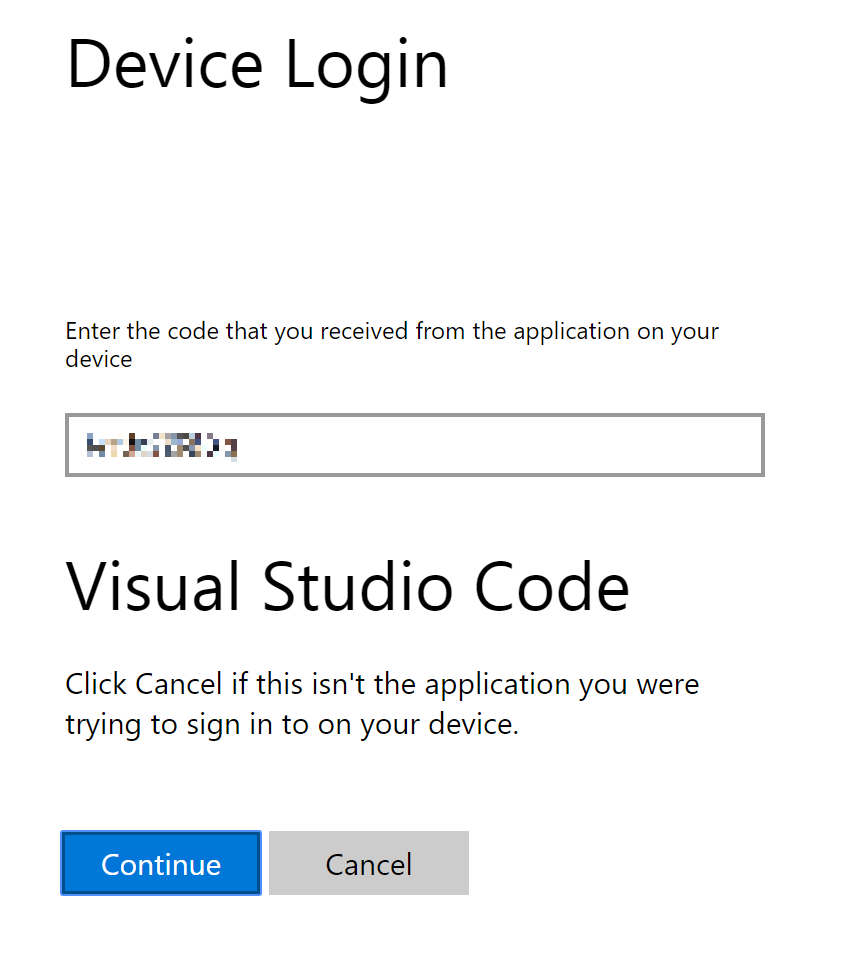 Device Login
Enter the code that you received from the application on your
device
Visual Studio Code
Click Cancel if this isn't the application you were
trying to sign in to on your device.
Continue
Cancel